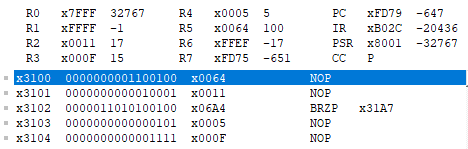 R0 x7FFF 32767 R4 x0005 5 PC xFD79 -647
R1 xFFFF -1 R5 x0064 100 IR xB02C -20436
R2 x0011 17 R6 xFFEF -17 PSR x8001 -32767
R3 x000F 15 R7 xFD75 -651 CC P
x3100 0000000001100100 x0064 NOP
x3101 0000000000010001 x0011 NOP
x3102 0000011010100100 x06A4 BRZP x31A7
x3103 0000000000000101 x0005 NOP
x3104 0000000000001111 x000F NOP